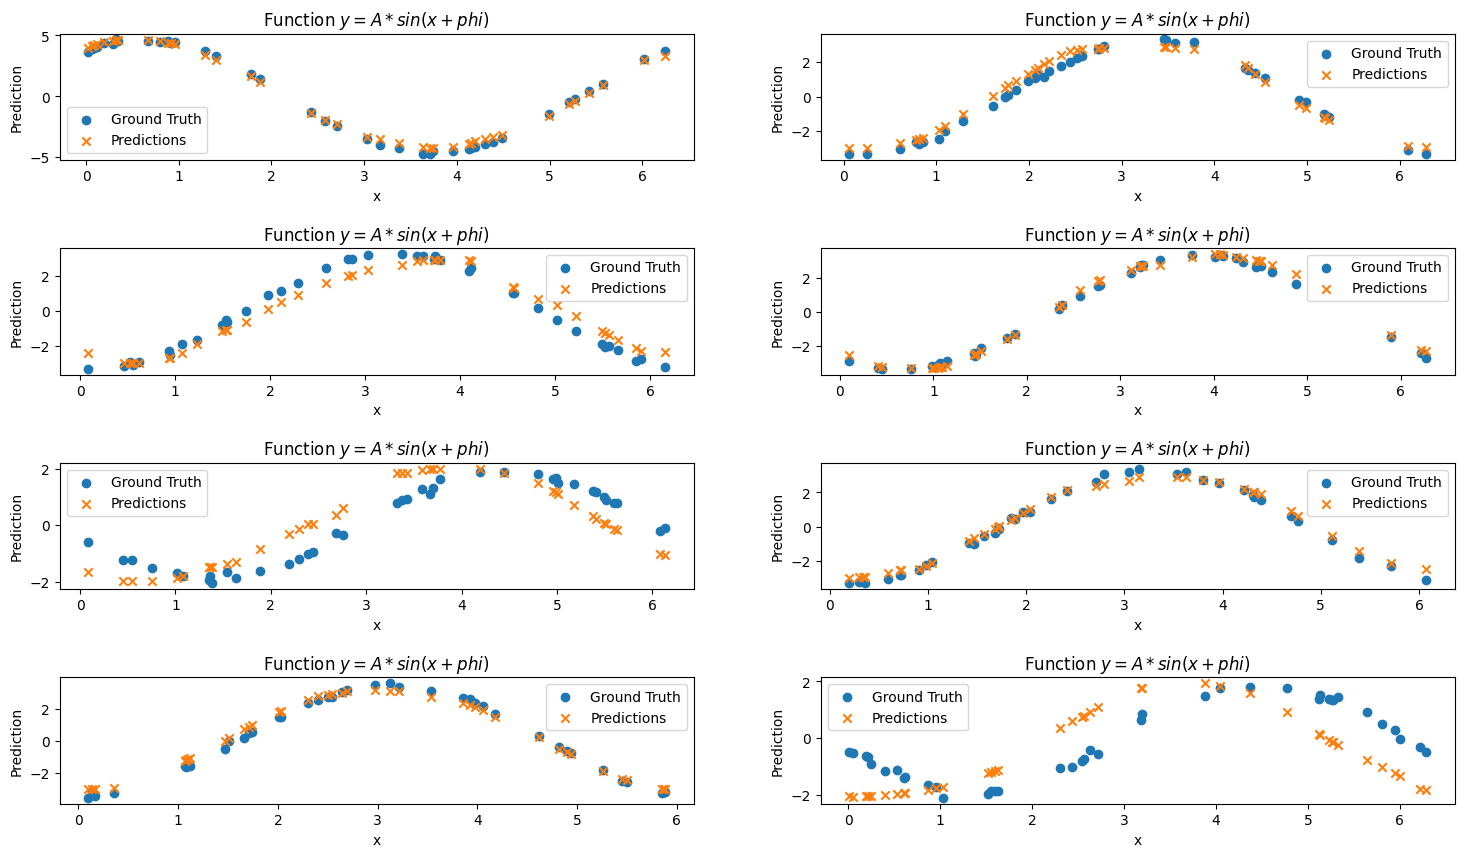 Function y = A * sin(x + phi)
Prediction
5
0
−5
Ground Truth
Predictions
0 1 2 3 4 5 6
x
Function y = A * sin(x + phi)
Prediction
2
0
−2
Ground Truth
Predictions
0 1 2 3 4 5 6
x
Function y = A * sin(x + phi)
Prediction
2
0
−2
Ground Truth
Predictions
0 1 2 3 4 5 6
x
Function y = A * sin(x + phi)
Prediction
2
0
−2
Ground Truth
Predictions
0 1 2 3 4 5 6
x
Function y = A * sin(x + phi)
Prediction
2
0
−2
Ground Truth
Predictions
0 1 2 3 4 5 6
x
Function y = A * sin(x + phi)
Prediction
2
0
−2
Ground Truth
Predictions
0 1 2 3 4 5 6
x
Function y = A * sin(x + phi)
Prediction
2
0
−2
Ground Truth
Predictions
0 1 2 3 4 5 6
x
Function y = A * sin(x + phi)
Prediction
2
0
−2
Ground Truth
Predictions
0 1 2 3 4 5 6
x